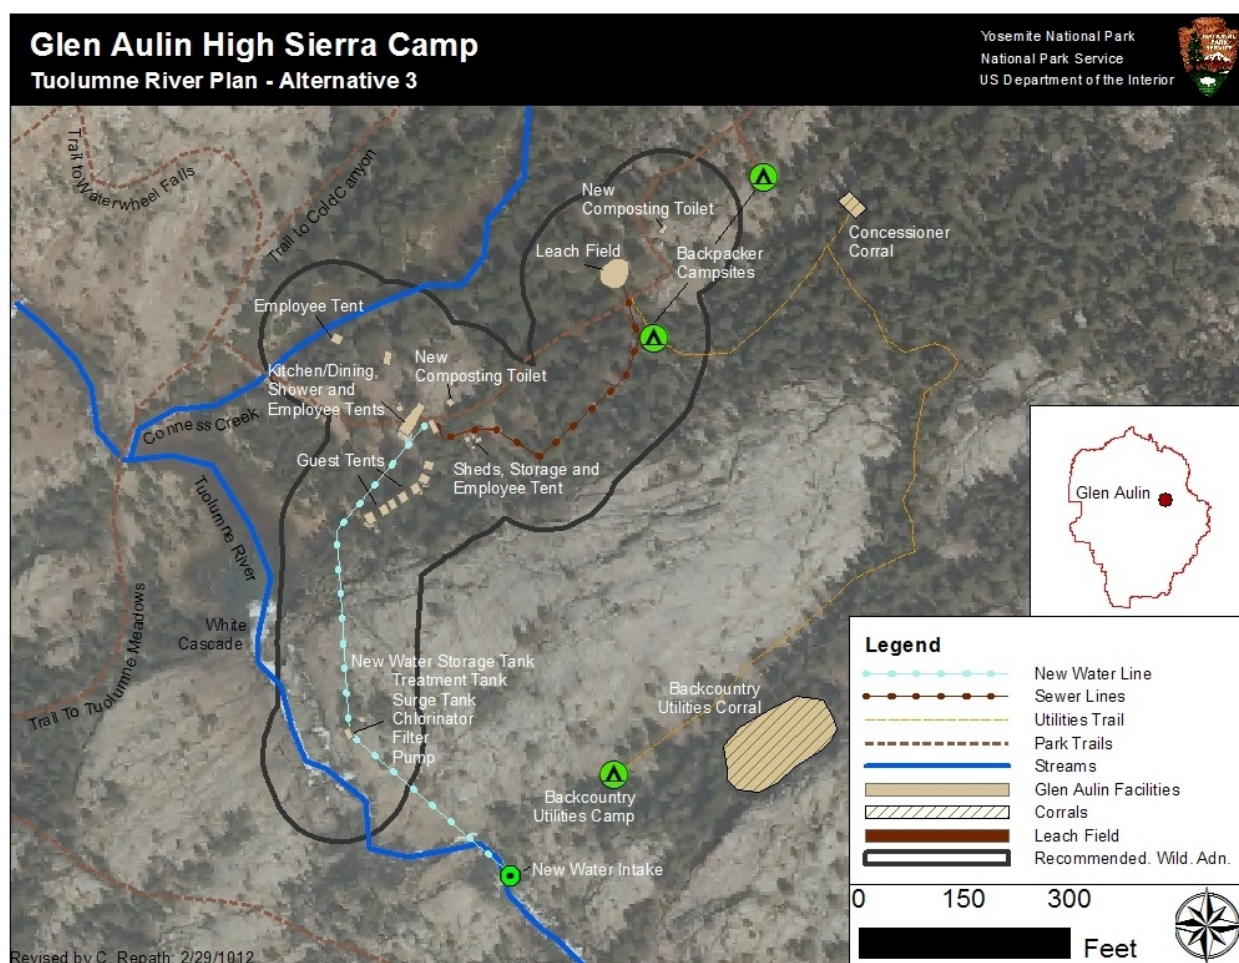 Glen Aulin High Sierra Camp
Tuolumne River Plan - Alternative 3
Yosemite National Park
National Park Service
US Department of the Interior
NATIONAL
PARK
SERVICE
Trail to Waterwheel Falls
Trail to Cold Canyon
New
Composting Toilet
Leach Field
Backpacker
Campsites
Concessioner
Corral
Employee Tent
Kitchen/Dining,
Shower and
Employee Tents
New
Composting Toilet
Conness Creek
Guest Tents
Sheds, Storage and
Employee Tent
Tuolumne River
Glen Aulin
White
Cascade
Trail To Tuolumne Meadows
New Water Storage Tank
Treatment Tank
Surge Tank
Chlorinator
Filter
Pump
Backcountry
Utilities Corral
Backcountry
Utilities Camp
New Water Intake
Legend
New Water Line
Sewer Lines
Utilities Trail
Park Trails
Streams
Glen Aulin Facilities
Corrals
Leach Field
Recommended. Wild. Adn.
0 150 300
Feet
Revised by C. Repath: 2/29/1012